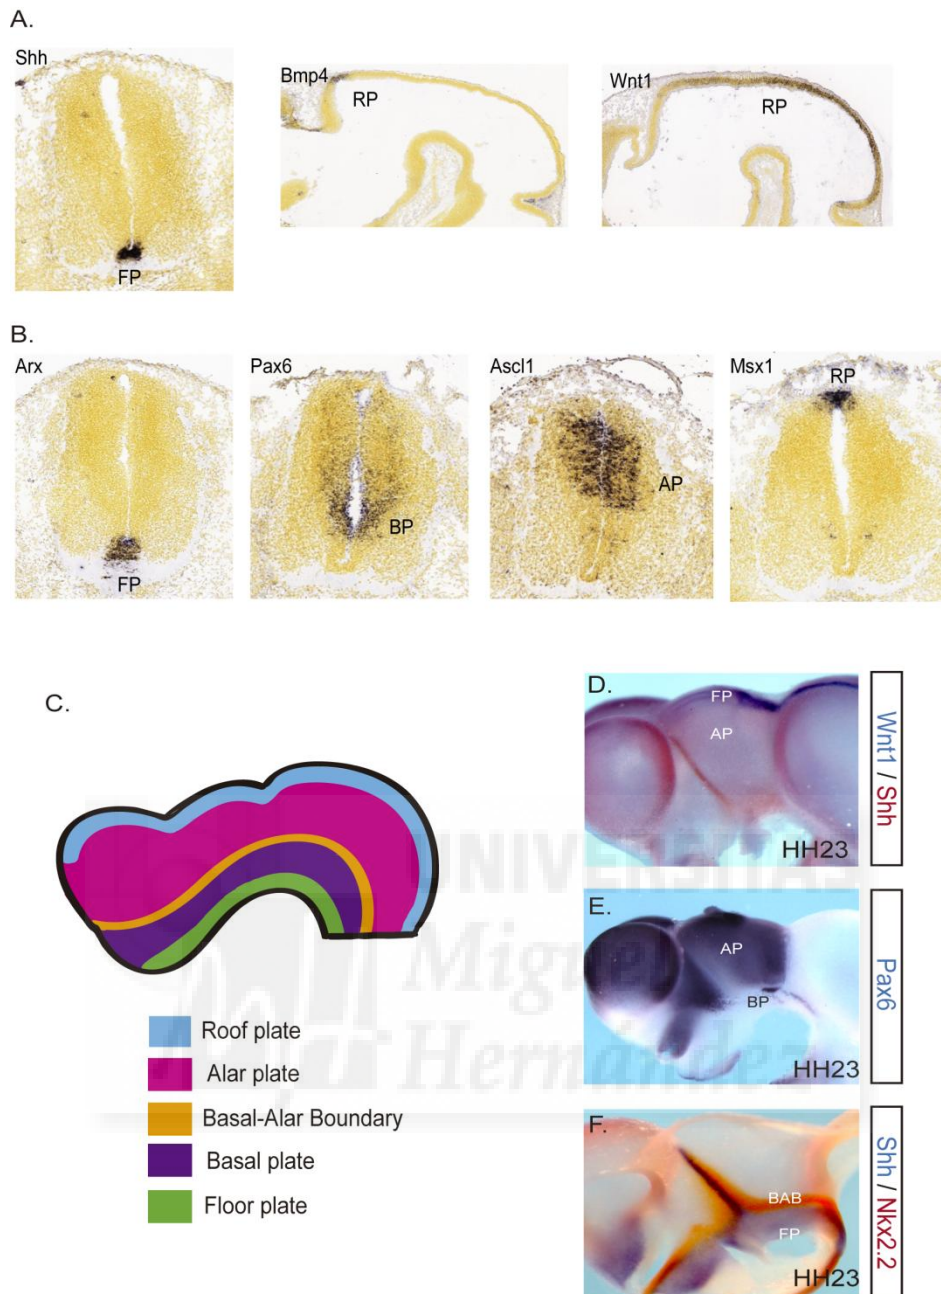 A.
Shh
FP
Bmp4
RP
Wnt1
RP
B.
Arx
FP
Pax6
BP
Ascl1
AP
Msx1
RP
C.
Roof plate
Alar plate
Basal-Alar Boundary
Basal plate
Floor plate
D.
FP
AP
HH23
Wnt1 / Shh
E.
AP
BP
HH23
Pax6
F.
BAB
FP
HH23
Shh / Nkx2.2
UNIVERSITAS
Miguel
Hernández